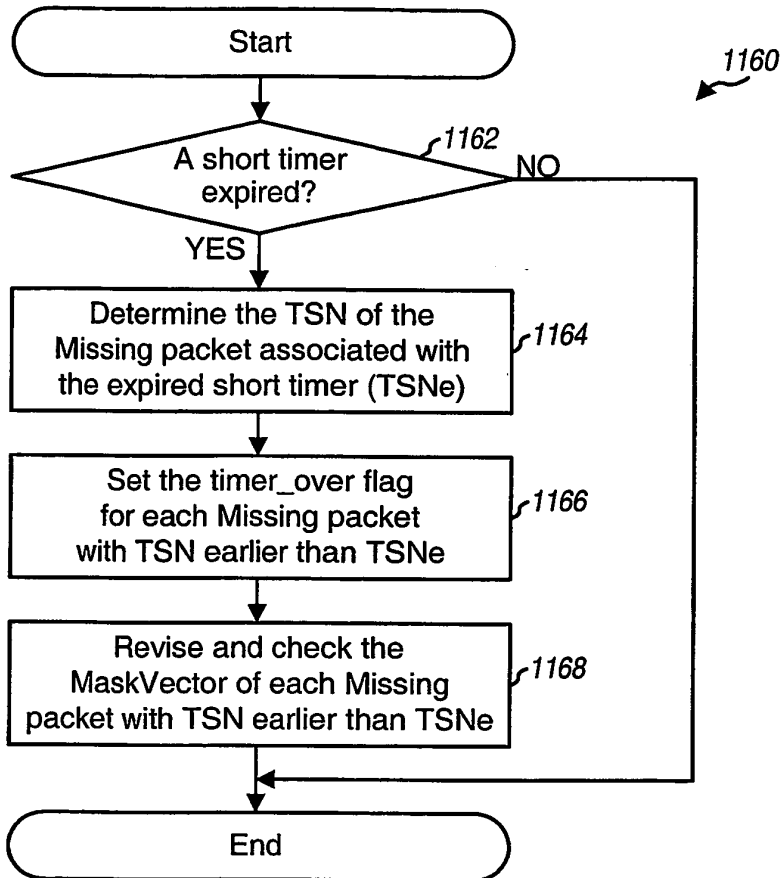 Start
1160
1162
A short timer
expired?
NO
YES
Determine the TSN of the
Missing packet associated with
the expired short timer (TSNe)
1164
Set the timer_over flag
for each Missing packet
with TSN earlier than TSNe
1166
Revise and check the
MaskVector of each Missing
packet with TSN earlier than TSNe
1168
End